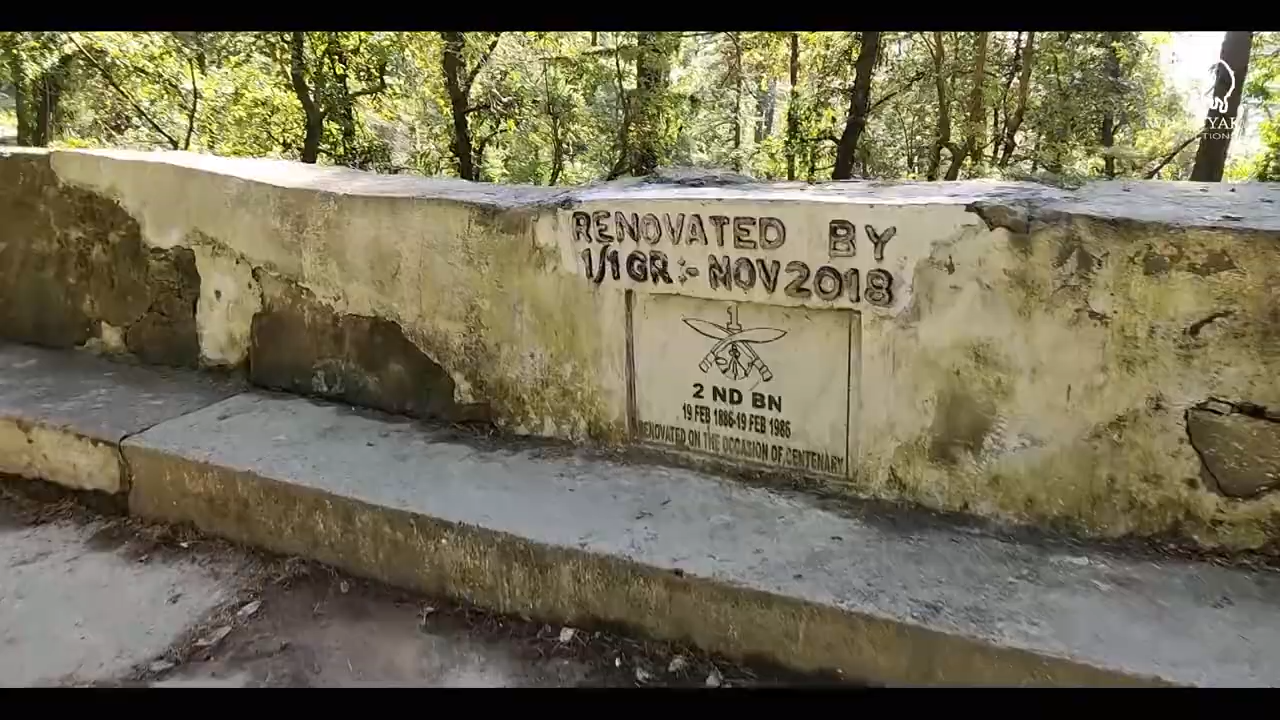 RENOVATED BY
1/1GR:- NOV2018
1
2 ND BN
19 FEB 1886-19 FEB 1986
RENOVATED ON THE OCCASION OF CENTENARY